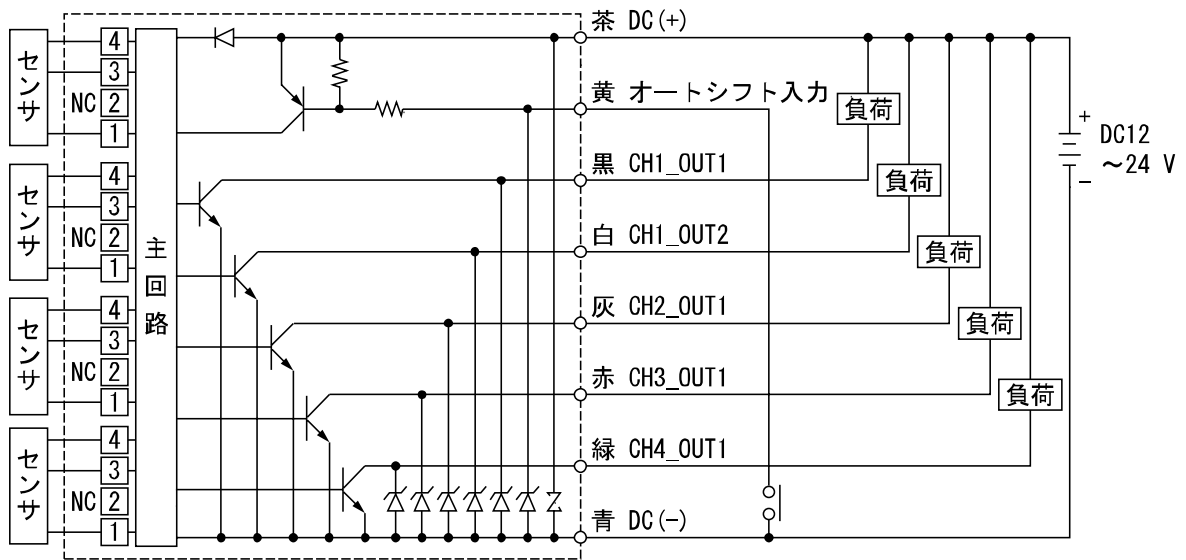 茶 DC(+)
黄 オートシフト入力
黒 CH1_OUT1
白 CH1_OUT2
灰 CH2_OUT1
赤 CH3_OUT1
緑 CH4_OUT1
青 DC(-)
センサ
4
3
NC 2
1
センサ
4
3
NC 2
1
センサ
4
3
NC 2
1
センサ
4
3
NC 2
1
主回路
負荷
負荷
負荷
負荷
負荷
+
DC12
～24 V
-